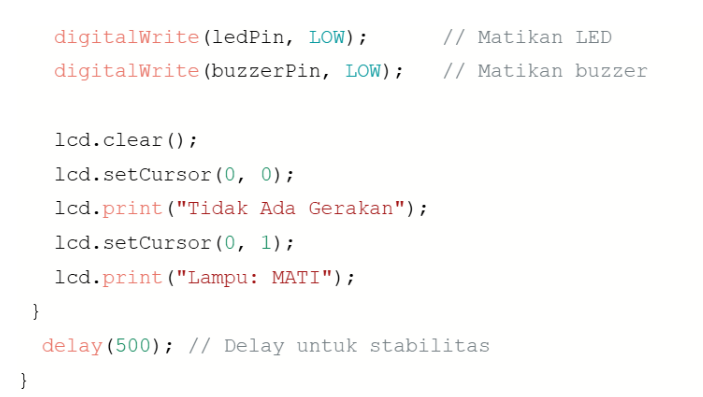 digitalWrite(ledPin, LOW);      // Matikan LED
digitalWrite(buzzerPin, LOW);   // Matikan buzzer
lcd.clear();
lcd.setCursor(0, 0);
lcd.print("Tidak Ada Gerakan");
lcd.setCursor(0, 1);
lcd.print("Lampu: MATI");
}
delay(500); // Delay untuk stabilitas
}